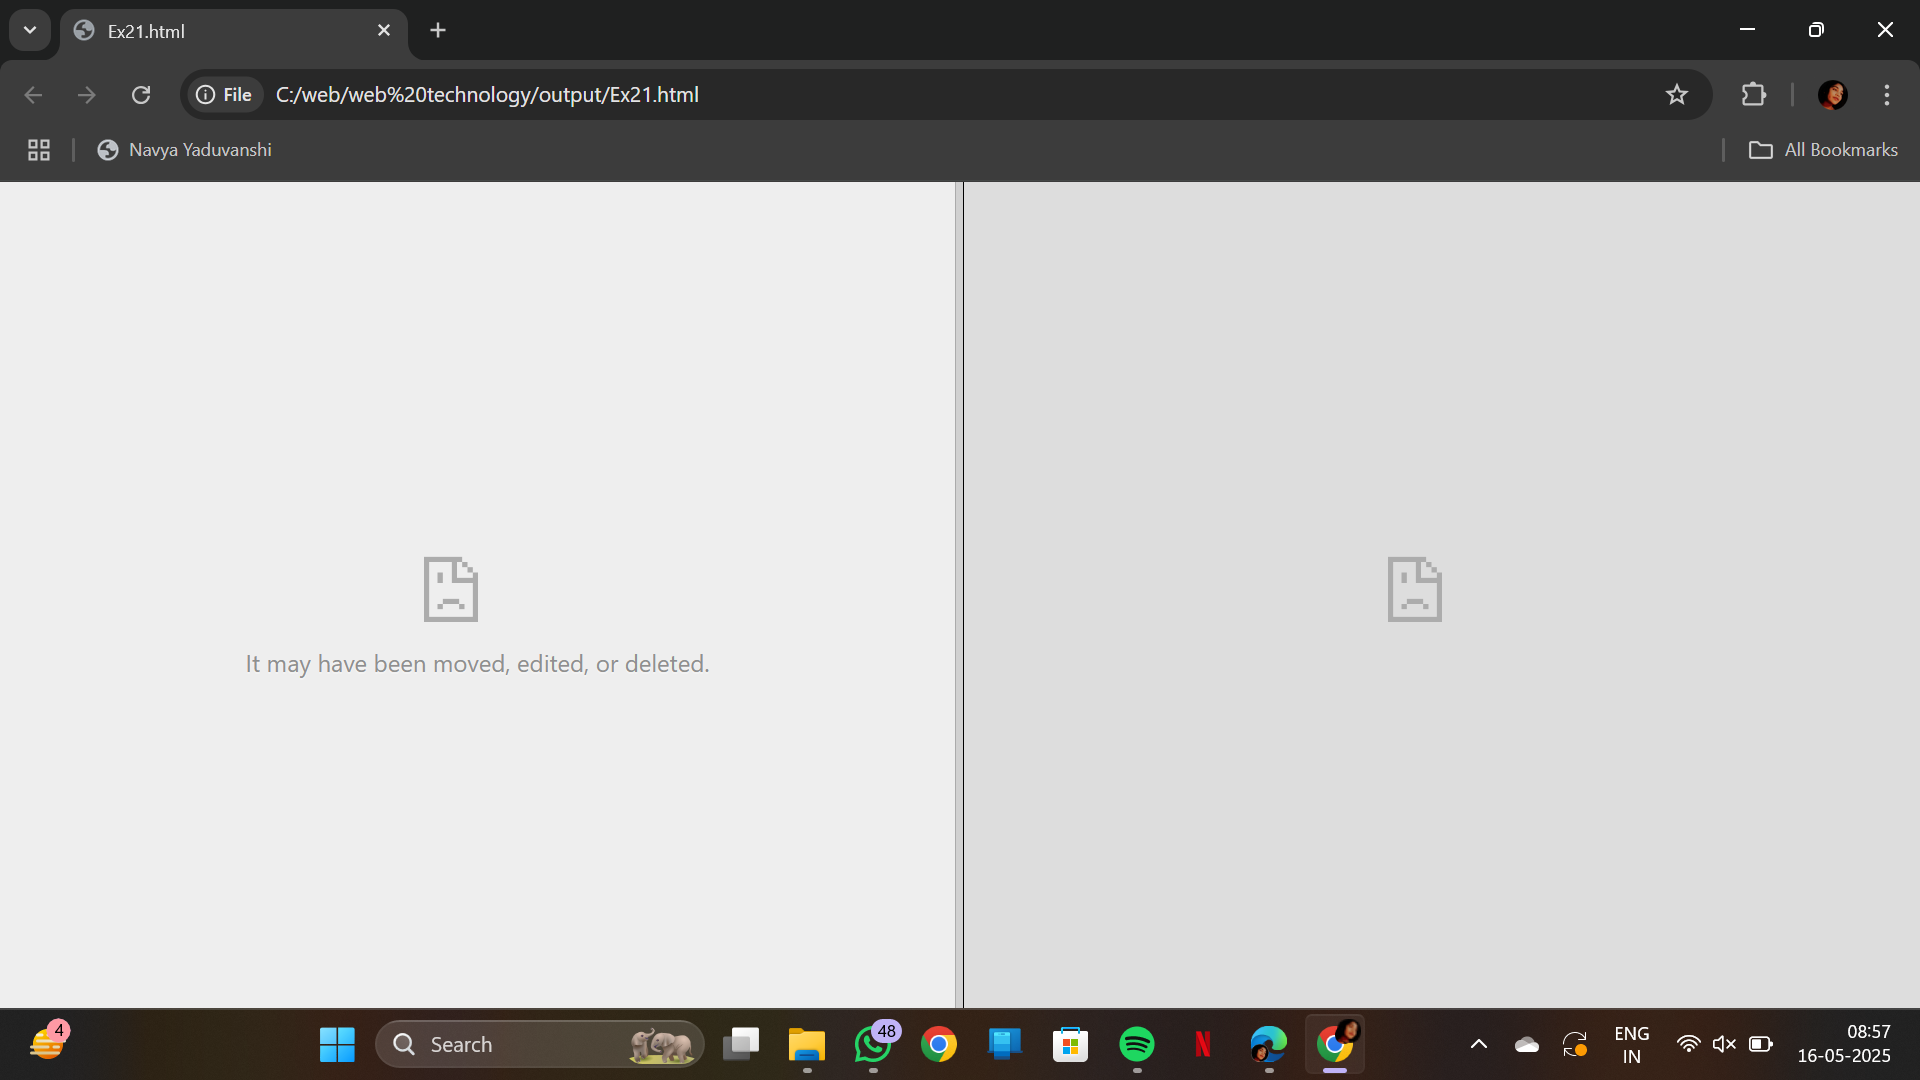 Ex21.html
File
C:/web/web%20technology/output/Ex21.html
Navya Yaduvanshi
All Bookmarks
It may have been moved, edited, or deleted.
4
Search
48
N
ENG
IN
08:57
16-05-2025